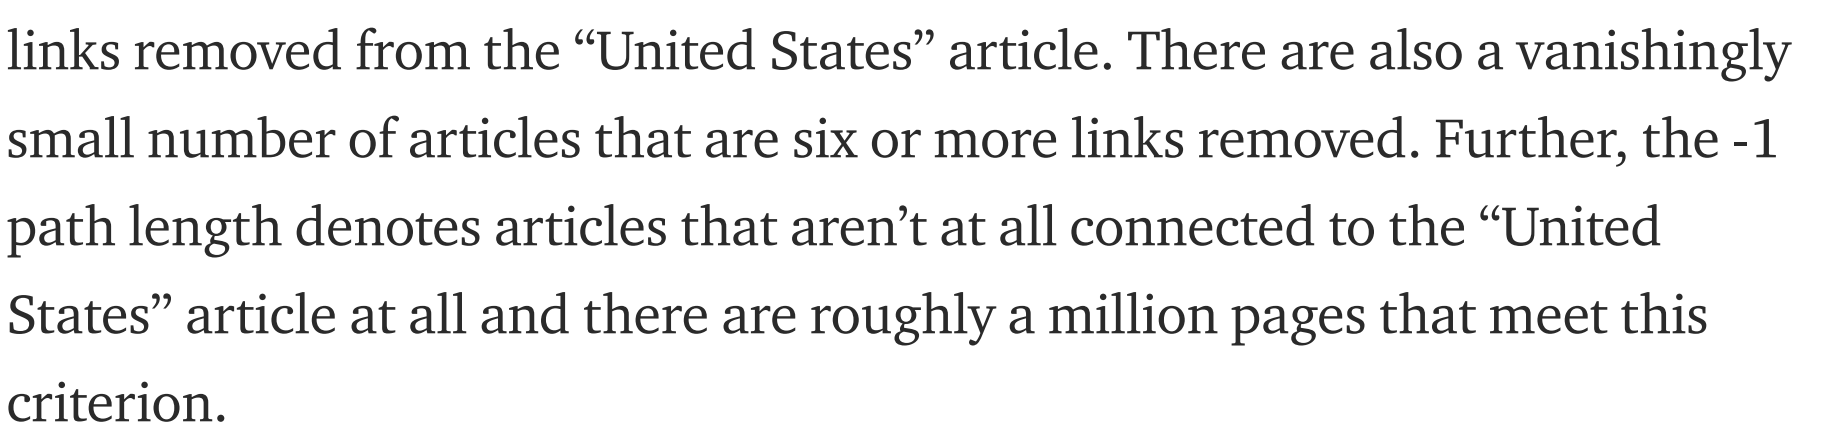 links removed from the “United States” article. There are also a vanishingly
small number of articles that are six or more links removed. Further, the -1
path length denotes articles that aren’t at all connected to the “United
States” article at all and there are roughly a million pages that meet this
criterion.